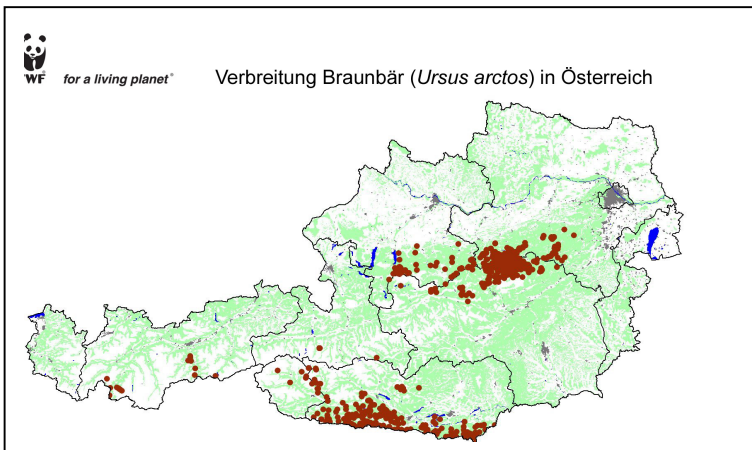 WF
for a living planet®
Verbreitung Braunbär (Ursus arctos) in Österreich